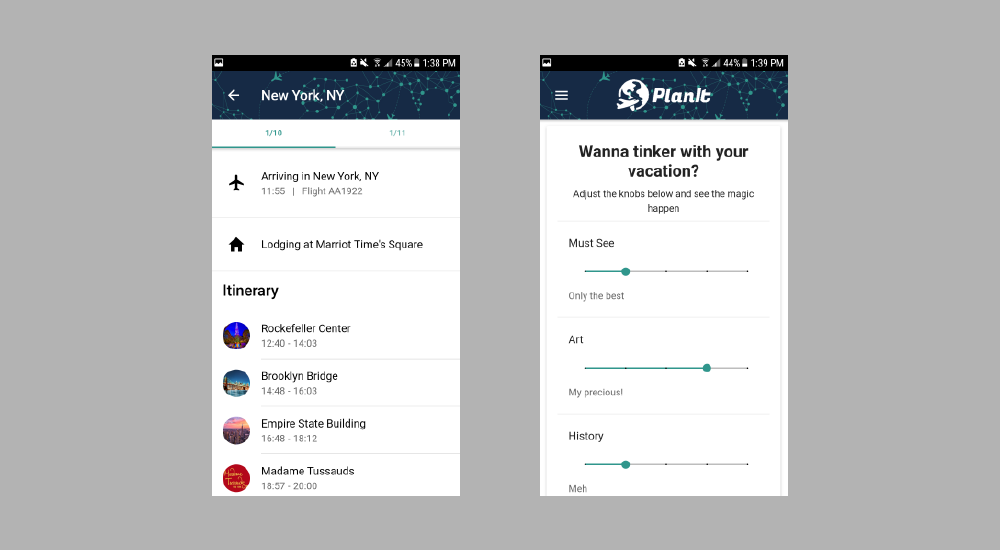 45% 1:38 PM
New York, NY
1/10 1/11
Arriving in New York, NY
11:55 | Flight AA1922
Lodging at Marriot Time's Square
Itinerary
Rockefeller Center
12:40 - 14:03
Brooklyn Bridge
14:48 - 16:03
Empire State Building
16:48 - 18:12
Madame Tussauds
18:57 - 20:00
44% 1:39 PM
PlanIt
Wanna tinker with your
vacation?
Adjust the knobs below and see the magic
happen
Must See
Only the best
Art
My precious!
History
Meh